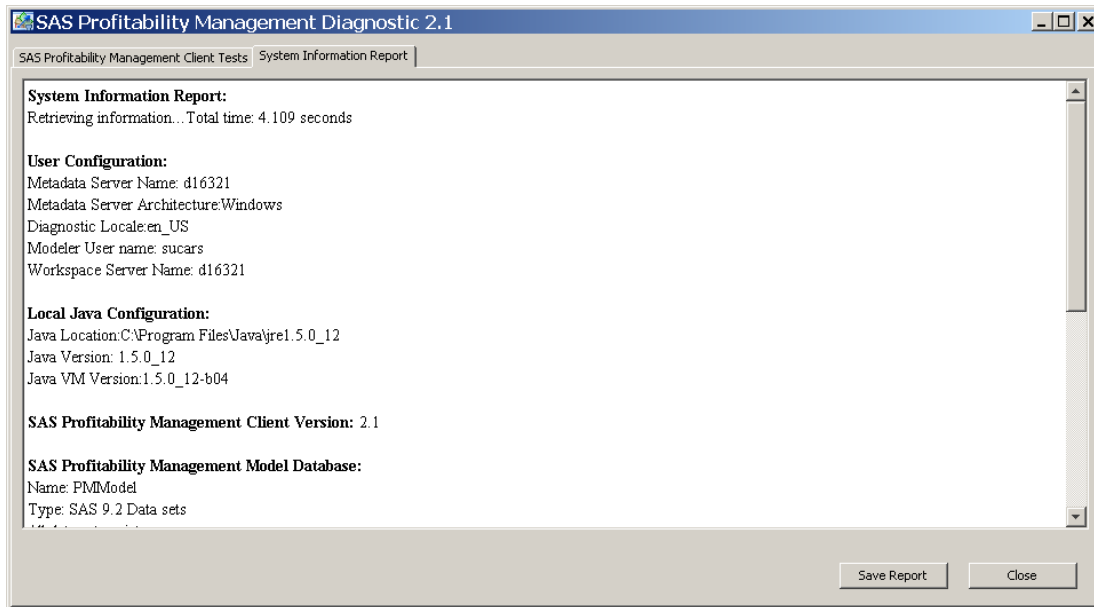 SAS Profitability Management Diagnostic 2.1
SAS Profitability Management Client Tests System Information Report
System Information Report:
Retrieving information...Total time: 4.109 seconds
User Configuration:
Metadata Server Name: d16321
Metadata Server Architecture:Windows
Diagnostic Locale:en_US
Modeler User name: sucars
Workspace Server Name: d16321
Local Java Configuration:
Java Location:C:\Program Files\Java\jre1.5.0_12
Java Version: 1.5.0_12
Java VM Version:1.5.0_12-b04
SAS Profitability Management Client Version: 2.1
SAS Profitability Management Model Database:
Name: PMModel
Type: SAS 9.2 Data sets
Save Report Close